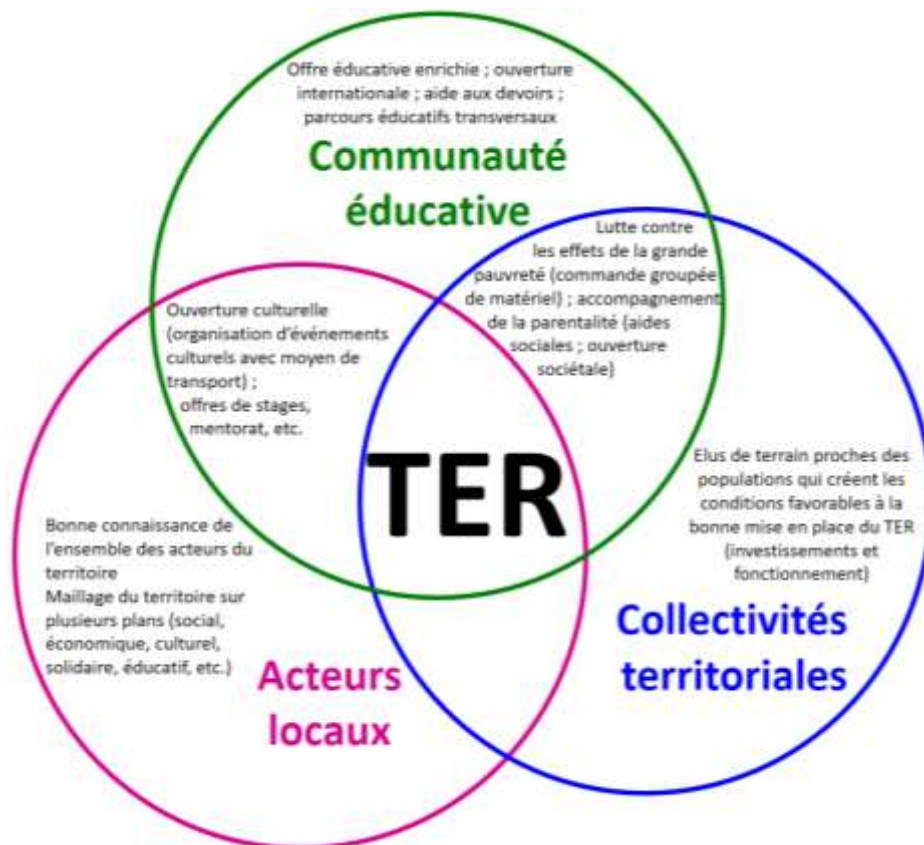 Offre éducative enrichie ; ouverture
internationale ; aide aux devoirs ;
parcours éducatifs transversaux
Communauté
éducative
Lutte contre
les effets de la grande
pauvreté (commande groupée
de matériel) ; accompagnement
de la parentalité (aides
sociales ; ouverture
sociétale)
Ouverture culturelle
(organisation d'événements
culturels avec moyen de
transport) ;
offres de stages,
mentorat, etc.
TER
Elus de terrain proches des
populations qui créent les
conditions favorables à la
bonne mise en place du TER
(investissements et
fonctionnement)
Collectivités
territoriales
Bonne connaissance de
l'ensemble des acteurs du
territoire
Maillage du territoire sur
plusieurs plans (social,
économique, culturel,
solidaire, éducatif, etc.)
Acteurs
locaux